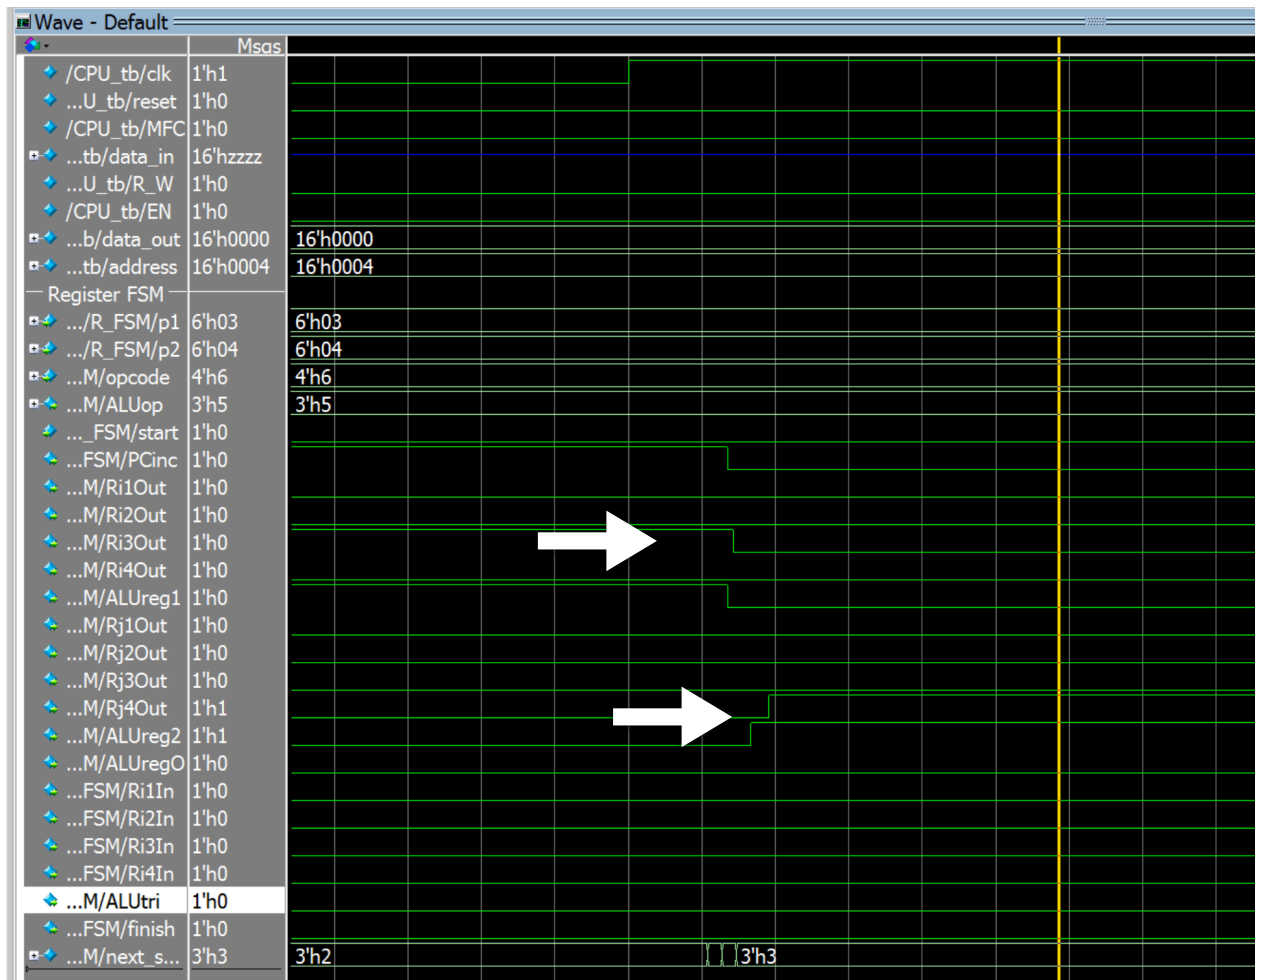 Wave - Default
Msgs
/CPU_tb/clk 1'h1
...U_tb/reset 1'h0
/CPU_tb/MFC 1'h0
...tb/data_in 16'hzzzz
...U_tb/R_W 1'h0
/CPU_tb/EN 1'h0
...b/data_out 16'h0000 16'h0000
...tb/address 16'h0004 16'h0004
Register FSM
.../R_FSM/p1 6'h03 6'h03
.../R_FSM/p2 6'h04 6'h04
...M/opcode 4'h6 4'h6
...M/ALUop 3'h5 3'h5
..._FSM/start 1'h0
...FSM/PCinc 1'h0
...M/Ri1Out 1'h0
...M/Ri2Out 1'h0
...M/Ri3Out 1'h0
...M/Ri4Out 1'h0
...M/ALUreg1 1'h0
...M/Rj1Out 1'h0
...M/Rj2Out 1'h0
...M/Rj3Out 1'h0
...M/Rj4Out 1'h1
...M/ALUreg2 1'h1
...M/ALUregO 1'h0
...FSM/Ri1In 1'h0
...FSM/Ri2In 1'h0
...FSM/Ri3In 1'h0
...FSM/Ri4In 1'h0
...M/ALUtri 1'h0
...FSM/finish 1'h0
...M/next_s... 3'h3 3'h2 3'h3